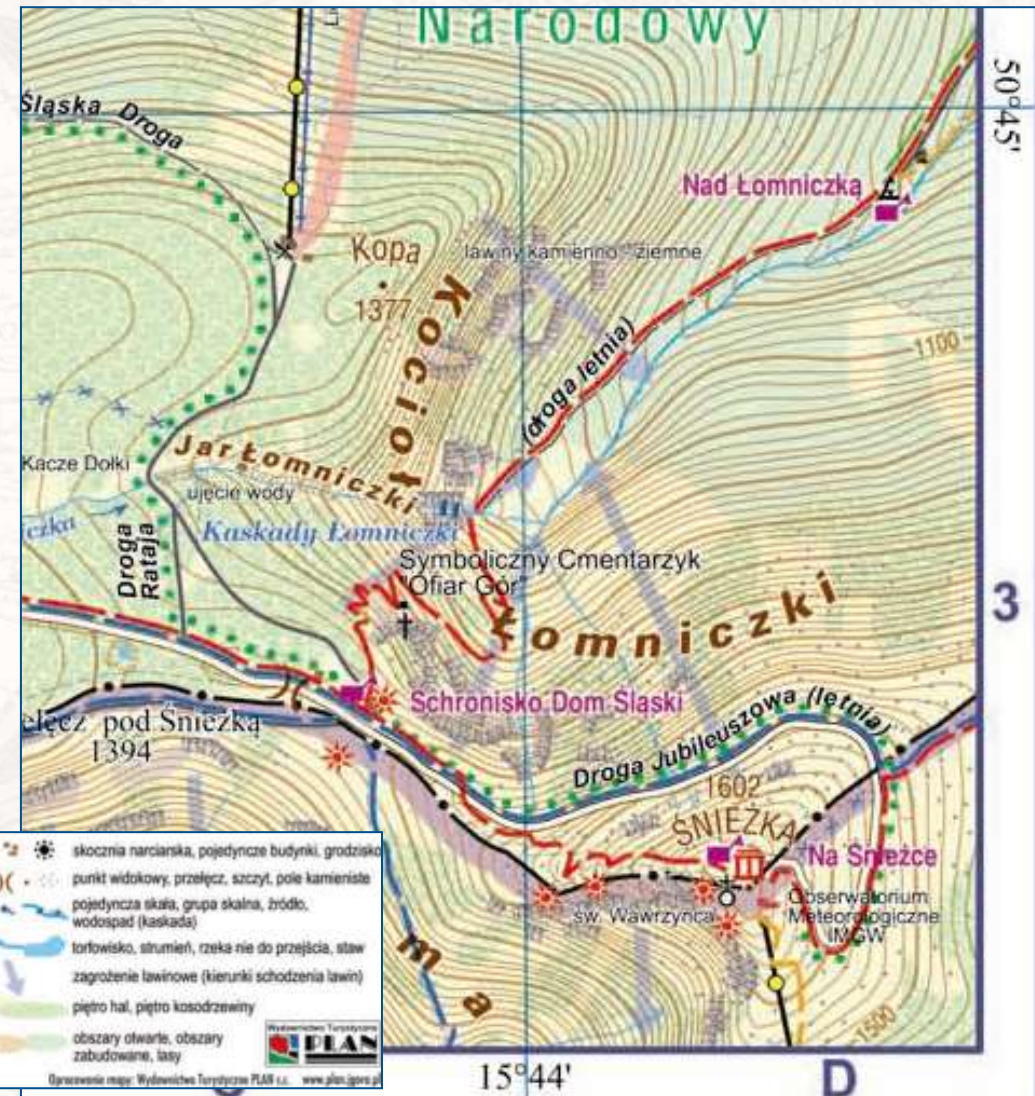 Narodowy
50°45'
Śląska Droga
Nad Łomniczką
Kopa
1377
lawiny kamienno - ziemne
Kocioł
1100
(droga letnia)
Jar Łomniczki
Kacze Dołki
ujęcie wody
Kaskady Łomniczki
Droga
Rataja
Symboliczny Cmentarzyk
"Ofiar Gór"
3
Łomniczki
Schronisko Dom Śląski
pod Śnieżką
1394
Droga Jubileuszowa (letnia)
1602
ŚNIEŻKA
Na Śnieżce
św. Wawrzyńca
Obserwatorium
Meteorologiczne
IMGW
m
a
1500
skocznia narciarska, pojedyncze budynki, grodzisko
punkt widokowy, przełęcz, szczyt, pole kamieniste
pojedyncza skała, grupa skalna, źródło,
wodospad (kaskada)
torfowisko, strumień, rzeka nie do przejścia, staw
zagrożenie lawinowe (kierunki schodzenia lawin)
piętro hal, piętro kosodrzewiny
obszary otwarte, obszary
zabudowane, lasy
Wydawnictwo Turystyczne
PLAN
Opracowanie mapy: Wydawnictwo Turystyczne PLAN s.c. www.plan.jgora.pl
15°44'
D